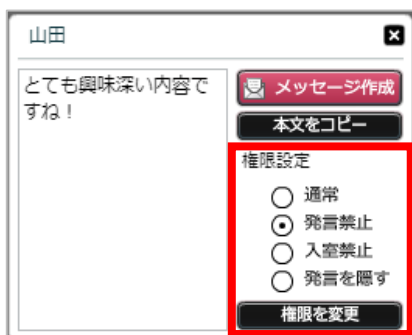 山田
とても興味深い内容で
すね！
メッセージ作成
本文をコピー
権限設定
通常
発言禁止
入室禁止
発言を隠す
権限を変更